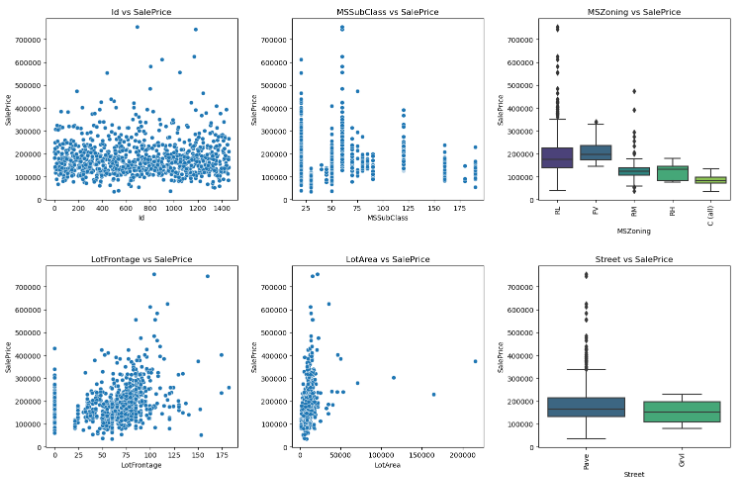 Id vs SalePrice
MSSubClass vs SalePrice
MSZoning vs SalePrice
SalePrice
700000
600000
500000
400000
300000
200000
100000
0
0 200 400 600 800 1000 1200 1400
Id
SalePrice
700000
600000
500000
400000
300000
200000
100000
0
25 50 75 100 125 150 175
MSSubClass
SalePrice
700000
600000
500000
400000
300000
200000
100000
0
RL FV RM RH C (all)
MSZoning
LotFrontage vs SalePrice
LotArea vs SalePrice
Street vs SalePrice
SalePrice
700000
600000
500000
400000
300000
200000
100000
0
0 25 50 75 100 125 150 175
LotFrontage
SalePrice
700000
600000
500000
400000
300000
200000
100000
0
0 50000 100000 150000 200000
LotArea
SalePrice
700000
600000
500000
400000
300000
200000
100000
0
Pave Grvl
Street